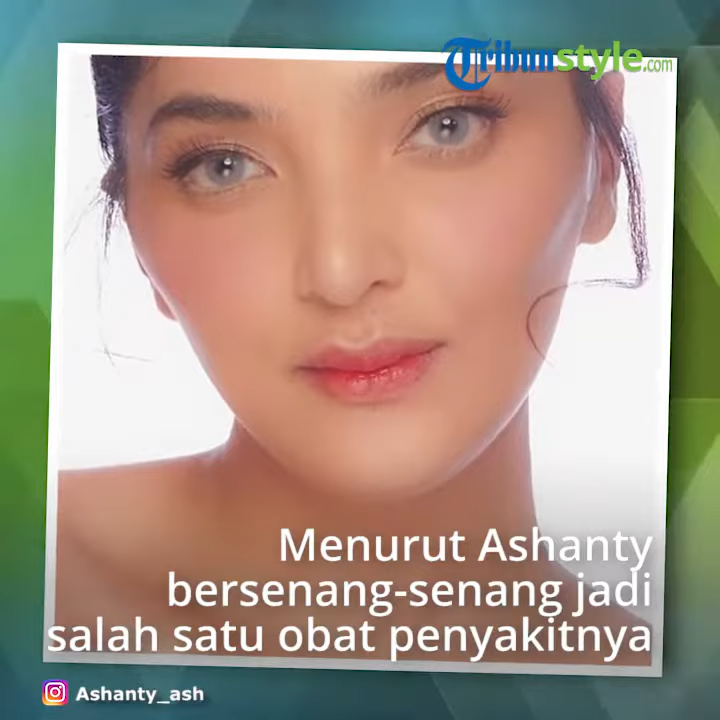 Tribunstyle.com
Menurut Ashanty
bersenang-senang jadi
salah satu obat penyakitnya
Ashanty_ash